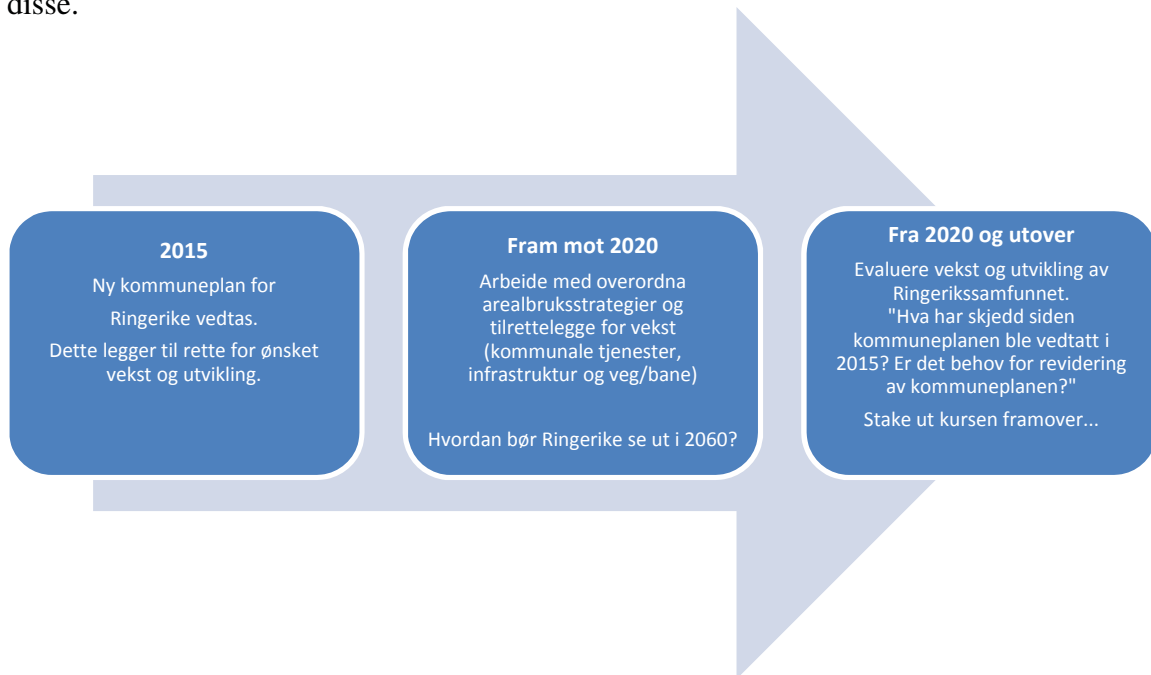 disse.
2015
Ny kommuneplan for
Ringerike vedtas.
Dette legger til rette for ønsket
vekst og utvikling.
Fram mot 2020
Arbeide med overordna
arealbruksstrategier og
tilrettelegge for vekst
(kommunale tjenester,
infrastruktur og veg/bane)
Hvordan bør Ringerike se ut i 2060?
Fra 2020 og utover
Evaluere vekst og utvikling av
Ringerikssamfunnet.
"Hva har skjedd siden
kommuneplanen ble vedtatt i
2015? Er det behov for revidering
av kommuneplanen?"
Stake ut kursen framover...